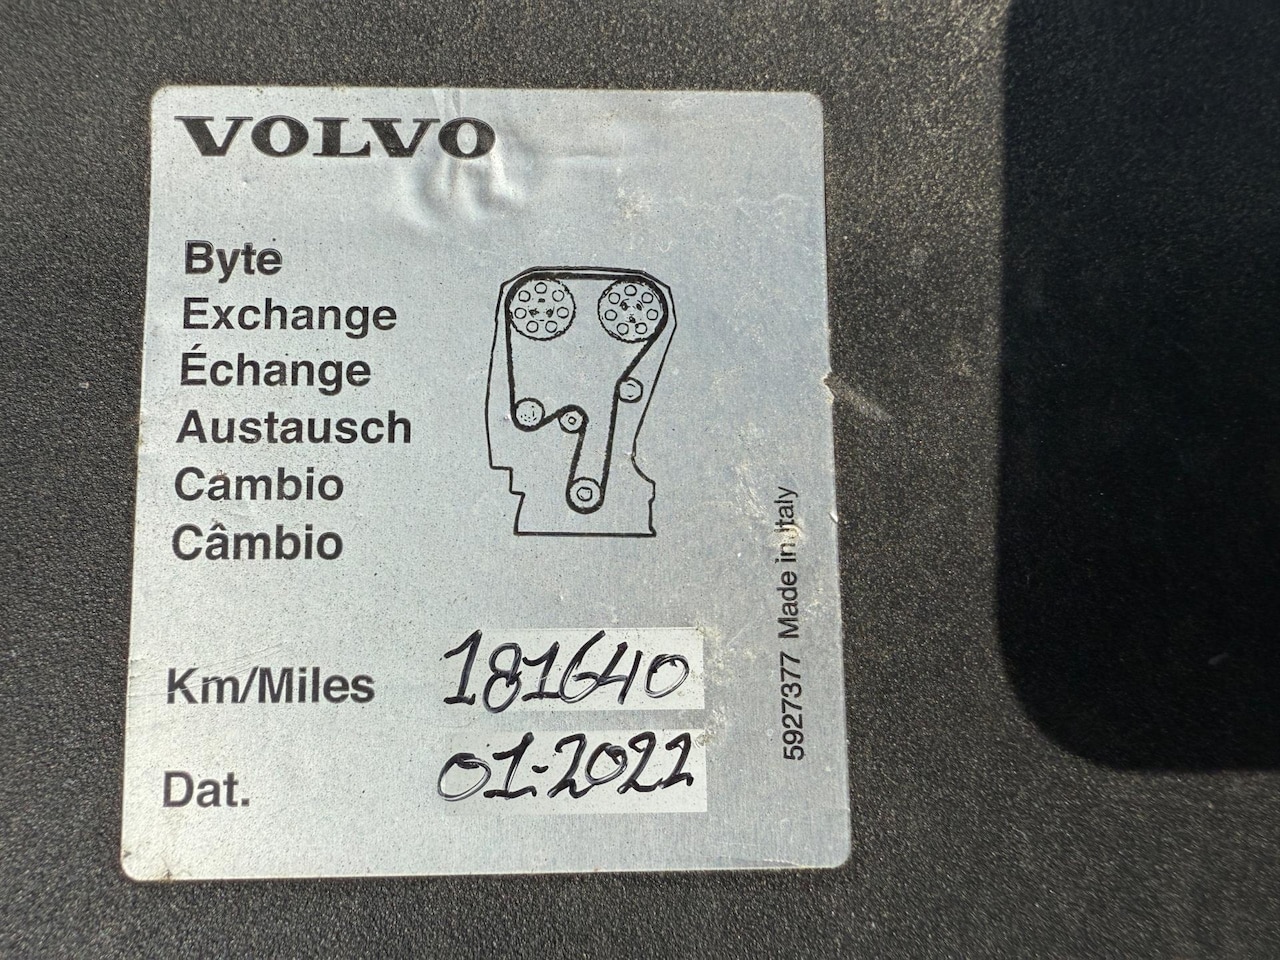 VOLVO
Byte
Exchange
Échange
Austausch
Cambio
Câmbio
Km/Miles 181640
Dat. 01-2022
5927377 Made in Italy